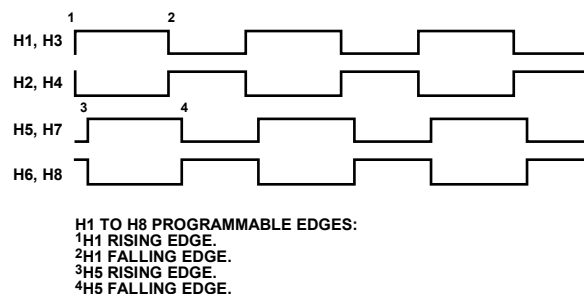 1 2
H1, H3
H2, H4
3 4
H5, H7
H6, H8
H1 TO H8 PROGRAMMABLE EDGES:
1H1 RISING EDGE.
2H1 FALLING EDGE.
3H5 RISING EDGE.
4H5 FALLING EDGE.